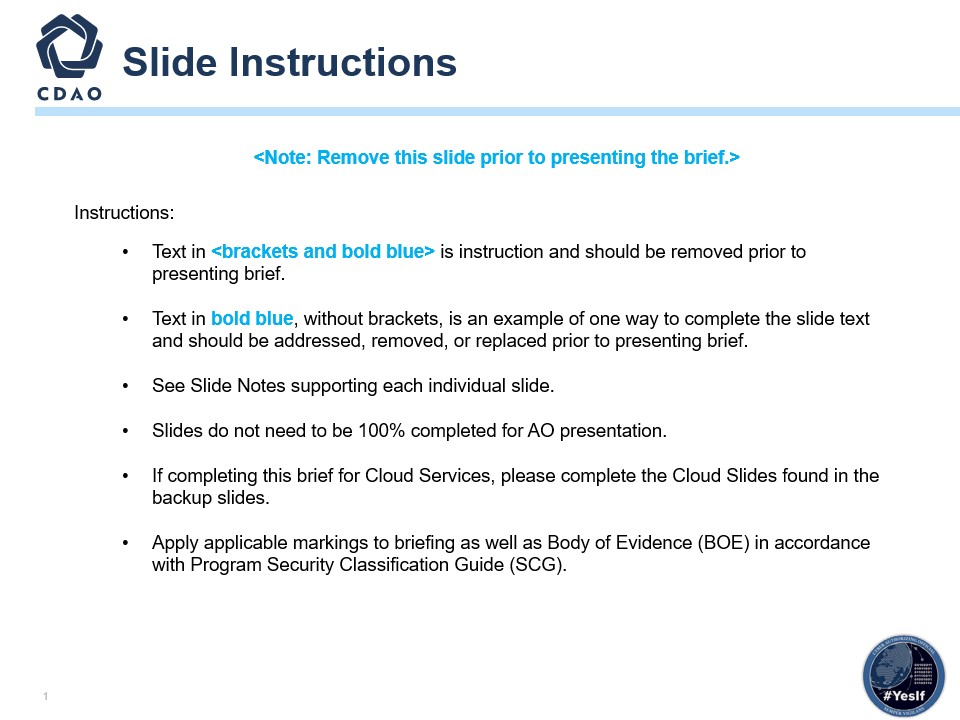 CDAO
Slide Instructions
<Note: Remove this slide prior to presenting the brief.>
Instructions:
• Text in <brackets and bold blue> is instruction and should be removed prior to
presenting brief.
• Text in bold blue, without brackets, is an example of one way to complete the slide text
and should be addressed, removed, or replaced prior to presenting brief.
• See Slide Notes supporting each individual slide.
• Slides do not need to be 100% completed for AO presentation.
• If completing this brief for Cloud Services, please complete the Cloud Slides found in the
backup slides.
• Apply applicable markings to briefing as well as Body of Evidence (BOE) in accordance
with Program Security Classification Guide (SCG).
#YesIf
1